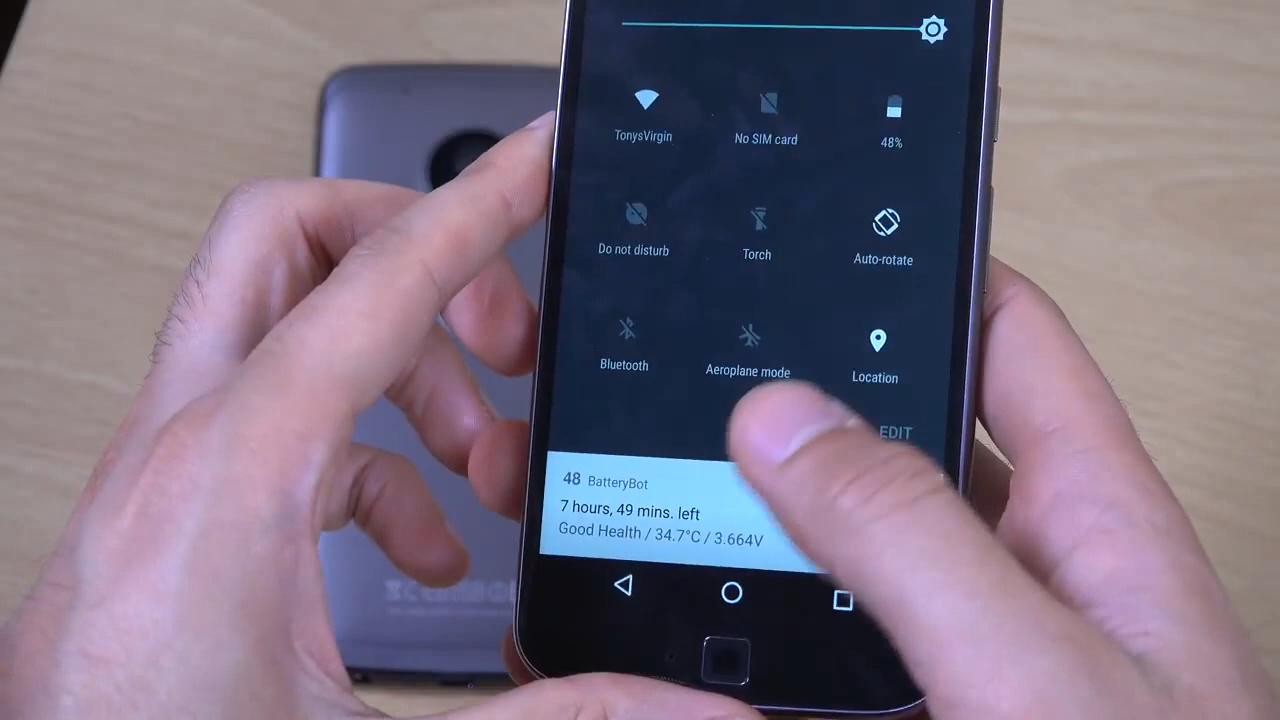 TonysVirgin
No SIM card
48%
Do not disturb
Torch
Auto-rotate
Bluetooth
Aeroplane mode
Location
EDIT
48 BatteryBot
7 hours, 49 mins. left
Good Health / 34.7°C / 3.664V